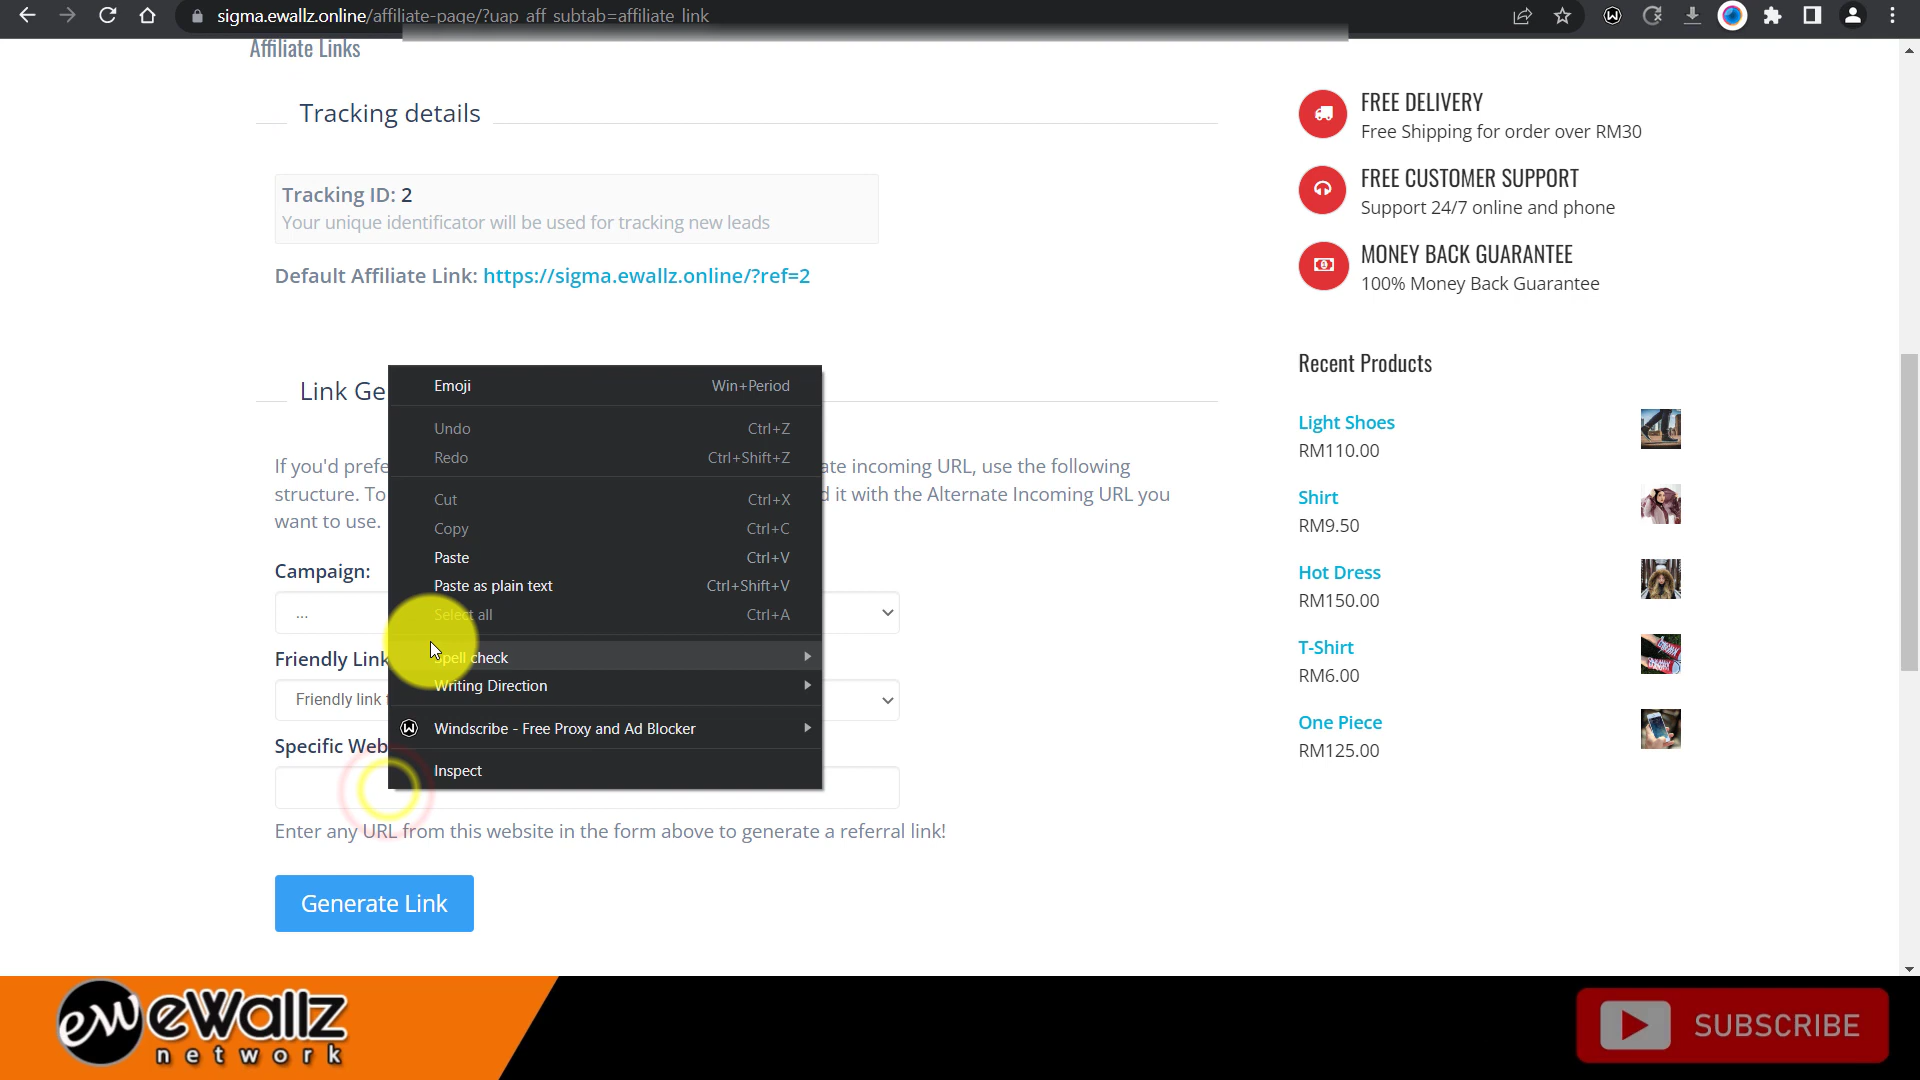 sigma.ewallz.online/affiliate-page/?uap_aff_subtab=affiliate_link
Affiliate Links
Tracking details
Tracking ID: 2
Your unique identificator will be used for tracking new leads
Default Affiliate Link: https://sigma.ewallz.online/?ref=2
Link Ge
If you'd prefe
ate incoming URL, use the following
structure. To
d it with the Alternate Incoming URL you
want to use.
Campaign:
...
Friendly Link
Friendly link
Specific Web
Enter any URL from this website in the form above to generate a referral link!
Generate Link
Emoji Win+Period
Undo Ctrl+Z
Redo Ctrl+Shift+Z
Cut Ctrl+X
Copy Ctrl+C
Paste Ctrl+V
Paste as plain text Ctrl+Shift+V
Select all Ctrl+A
Spell check
Writing Direction
Windscribe - Free Proxy and Ad Blocker
Inspect
FREE DELIVERY
Free Shipping for order over RM30
FREE CUSTOMER SUPPORT
Support 24/7 online and phone
MONEY BACK GUARANTEE
100% Money Back Guarantee
Recent Products
Light Shoes
RM110.00
Shirt
RM9.50
Hot Dress
RM150.00
T-Shirt
RM6.00
One Piece
RM125.00
ew eWallz
network
SUBSCRIBE